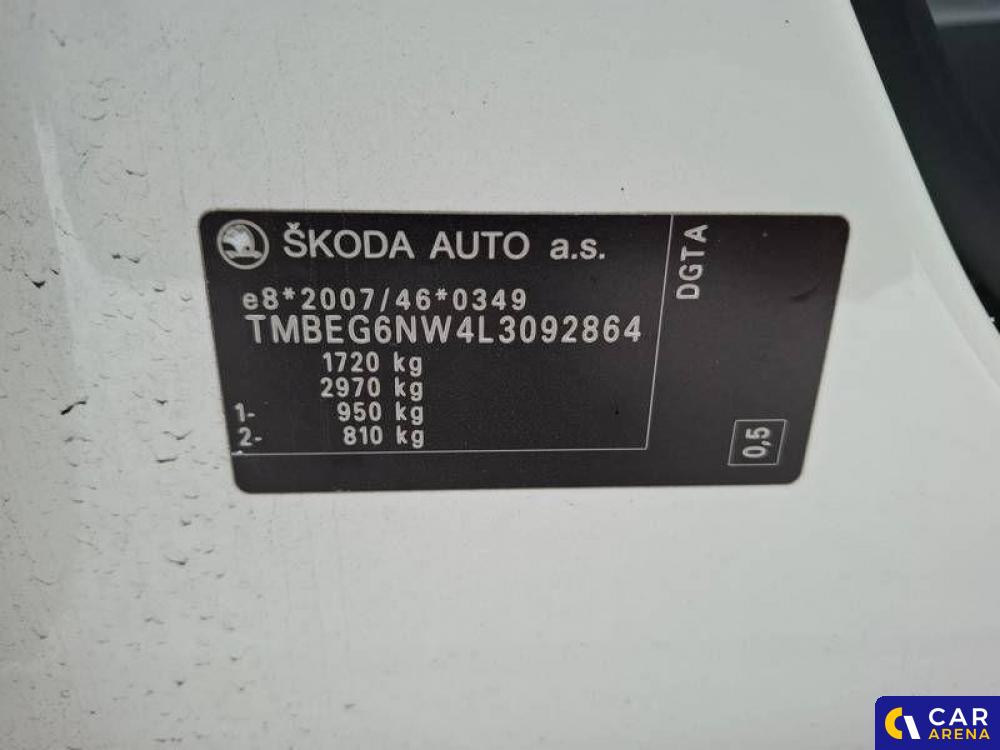 ŠKODA AUTO a.s.
e8*2007/46*0349
TMBEG6NW4L3092864
1720 kg
2970 kg
1- 950 kg
2- 810 kg
DGTA
0,5
CAR
ARENA